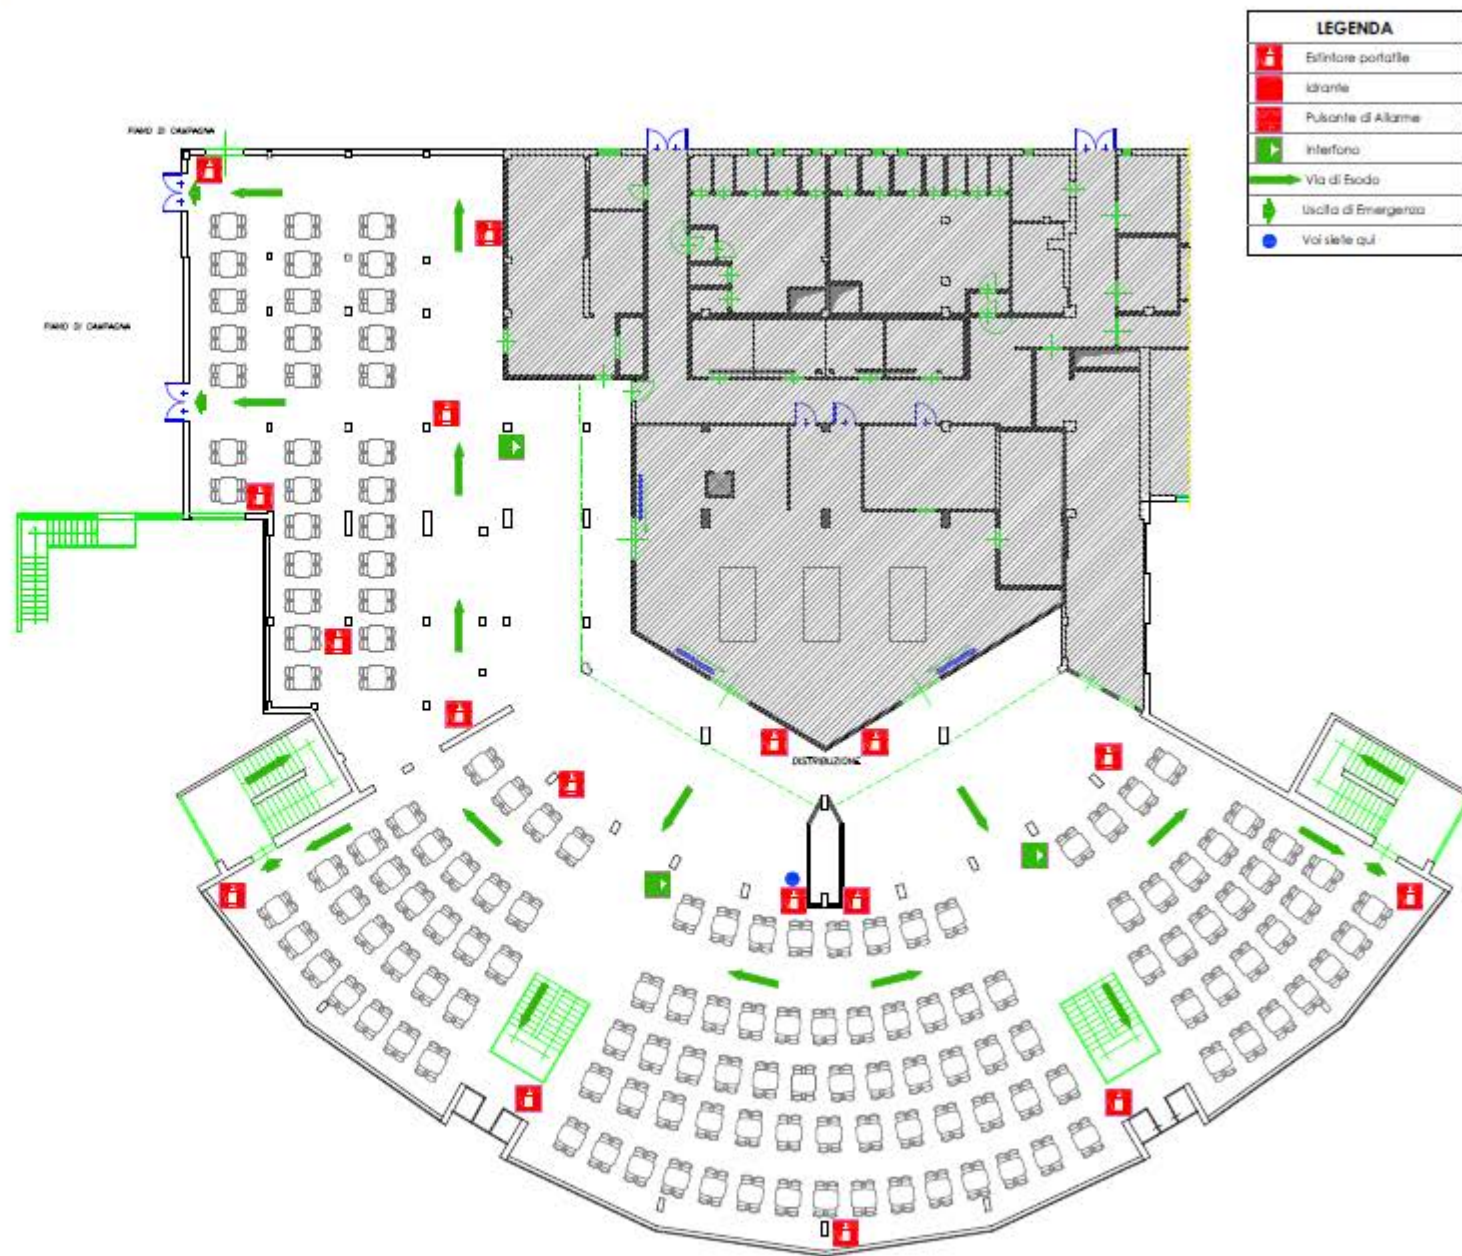 LEGENDA
Estintore portatile
Idrante
Pulsante di Allarme
Interfono
Via di Esodo
Uscita di Emergenza
Voi siete qui
PIANO DI CAMPAGNA
PIANO DI CAMPAGNA
DISTRIBUZIONE